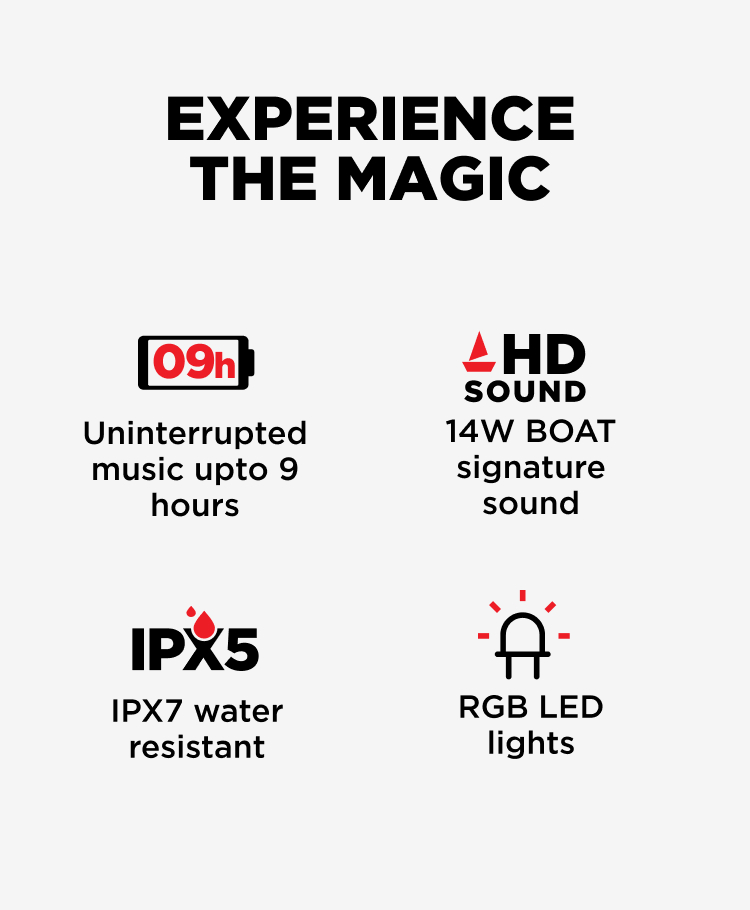 EXPERIENCE
THE MAGIC
09h
Uninterrupted
music upto 9
hours
HD
SOUND
14W BOAT
signature
sound
IPX5
IPX7 water
resistant
RGB LED
lights